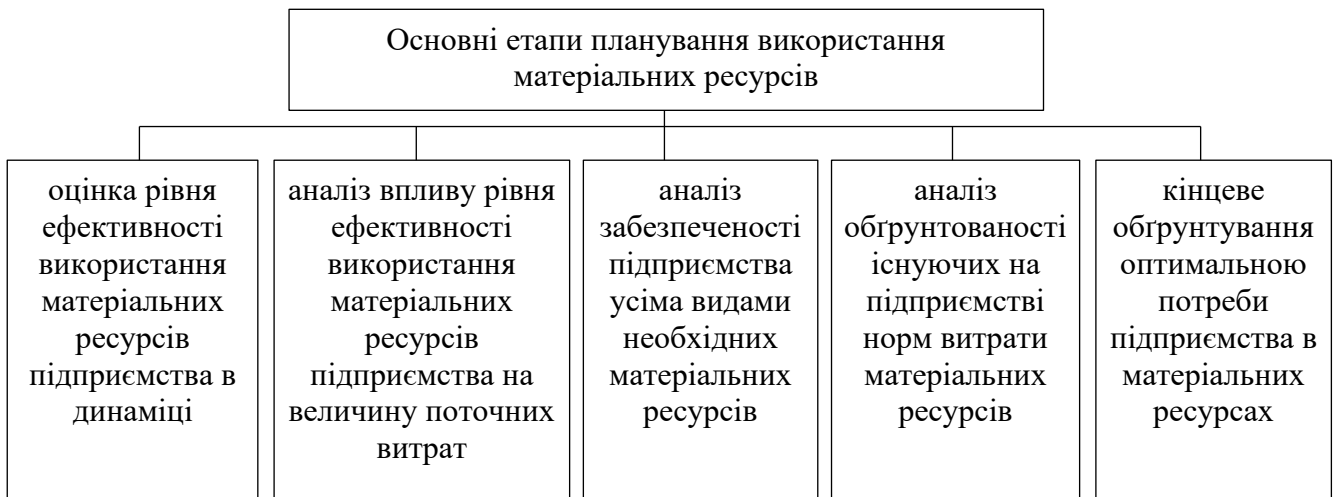 Основні етапи планування використання
матеріальних ресурсів
оцінка рівня
ефективності
використання
матеріальних
ресурсів
підприємства в
динаміці
аналіз впливу рівня
ефективності
використання
матеріальних
ресурсів
підприємства на
величину поточних
витрат
аналіз
забезпеченості
підприємства
усіма видами
необхідних
матеріальних
ресурсів
аналіз
обґрунтованості
існуючих на
підприємстві
норм витрати
матеріальних
ресурсів
кінцеве
обґрунтування
оптимальною
потреби
підприємства в
матеріальних
ресурсах